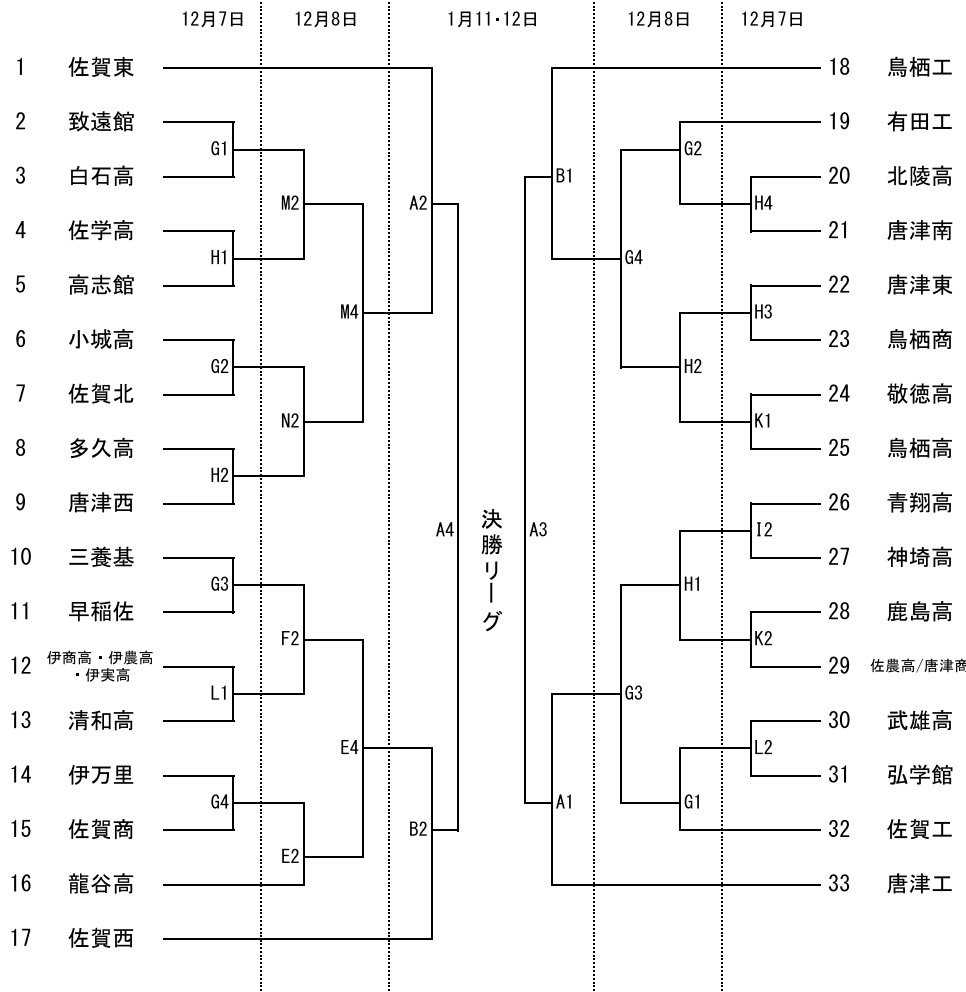 12月7日 12月8日 1月11・12日 12月8日 12月7日
1 佐賀東
2 致遠館
3 白石高
4 佐学高
5 高志館
6 小城高
7 佐賀北
8 多久高
9 唐津西
10 三養基
11 早稲佐
12 伊商高・伊農高
・伊実高
13 清和高
14 伊万里
15 佐賀商
16 龍谷高
17 佐賀西
G1
H1
G2
H2
G3
L1
G4
M2
N2
F2
E2
M4
E4
A2
B2
A4
決勝リーグ
A3
B1
A1
G4
G3
G2
H2
H1
G1
H4
H3
K1
I2
K2
L2
18 鳥栖工
19 有田工
20 北陵高
21 唐津南
22 唐津東
23 鳥栖商
24 敬徳高
25 鳥栖高
26 青翔高
27 神埼高
28 鹿島高
29 佐農高/唐津商
30 武雄高
31 弘学館
32 佐賀工
33 唐津工